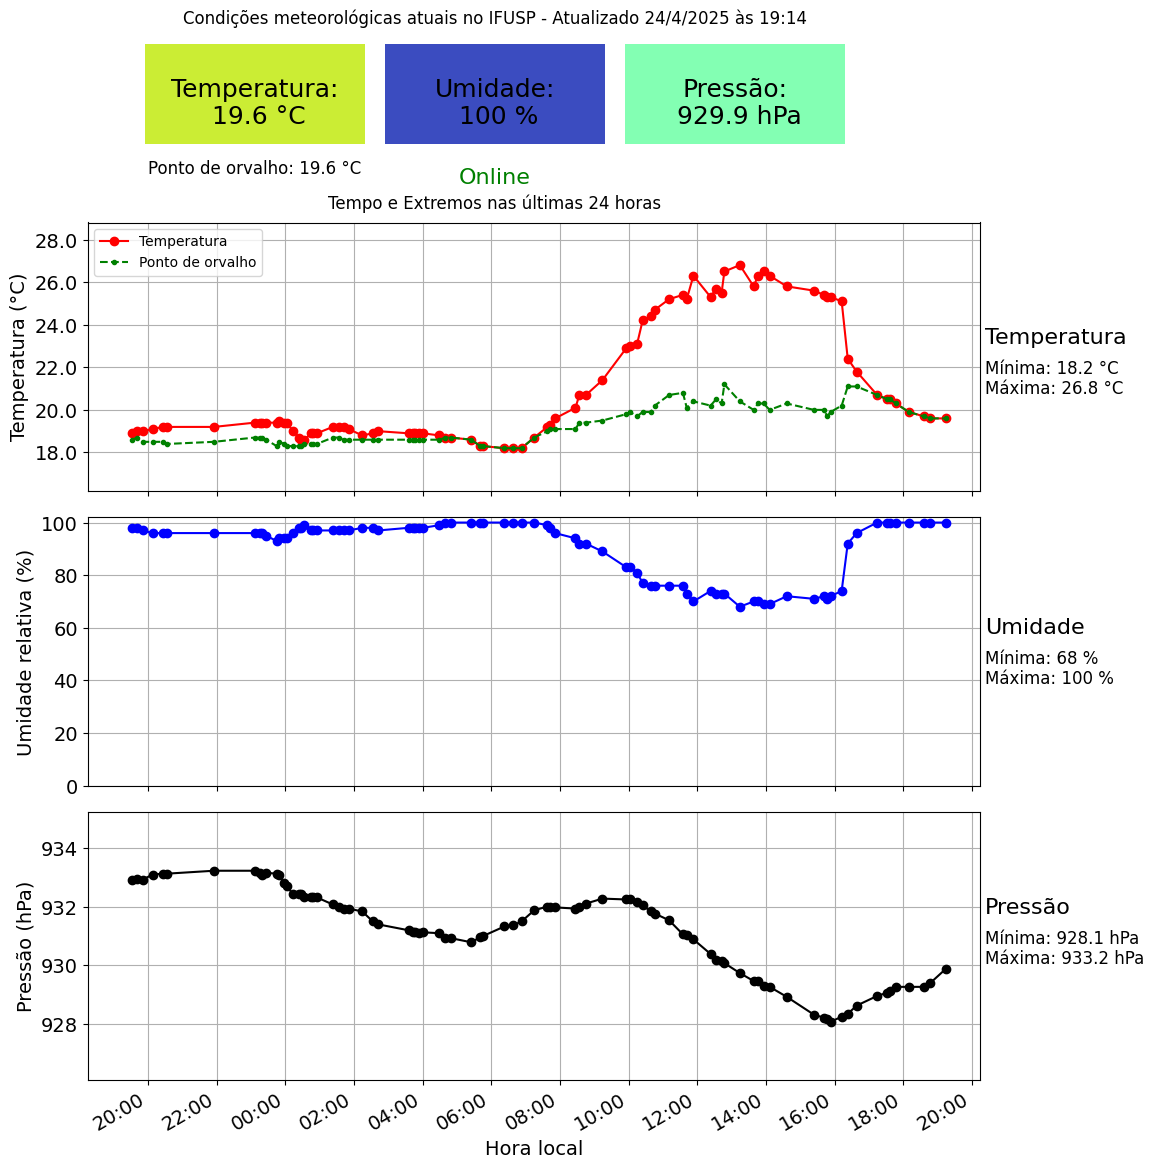 Condições meteorológicas atuais no IFUSP - Atualizado 24/4/2025 às 19:14
Temperatura:
19.6 °C
Umidade:
100 %
Pressão:
929.9 hPa
Ponto de orvalho: 19.6 °C
Online
Tempo e Extremos nas últimas 24 horas
Temperatura (°C)
28.0
26.0
24.0
22.0
20.0
18.0
Temperatura
Ponto de orvalho
Temperatura
Mínima: 18.2 °C
Máxima: 26.8 °C
Umidade relativa (%)
100
80
60
40
20
0
Umidade
Mínima: 68 %
Máxima: 100 %
Pressão (hPa)
934
932
930
928
Pressão
Mínima: 928.1 hPa
Máxima: 933.2 hPa
20:00 22:00 00:00 02:00 04:00 06:00 08:00 10:00 12:00 14:00 16:00 18:00 20:00
Hora local